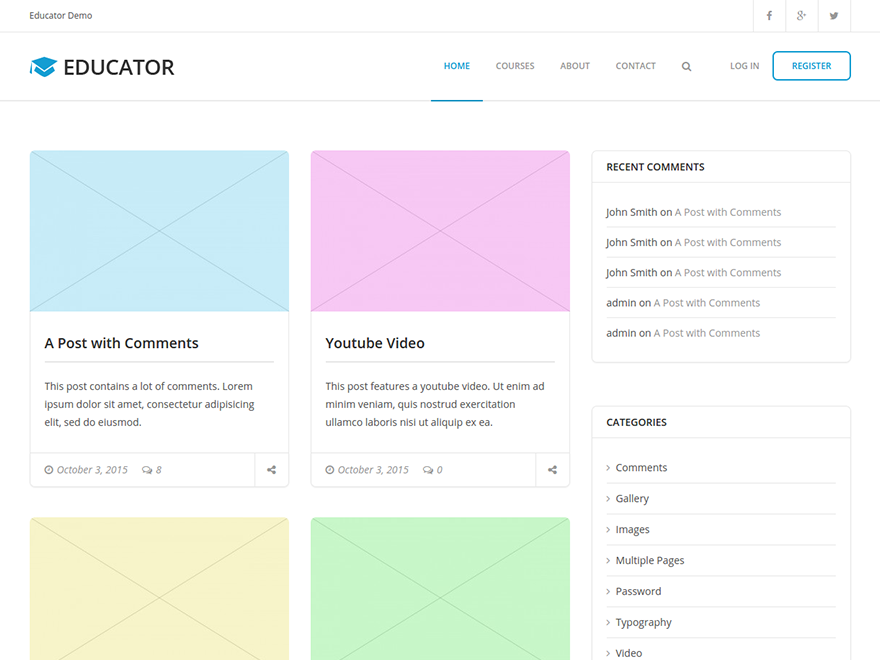 Educator Demo
EDUCATOR
HOME COURSES ABOUT CONTACT LOG IN REGISTER
A Post with Comments
This post contains a lot of comments. Lorem
ipsum dolor sit amet, consectetur adipisicing
elit, sed do eiusmod.
October 3, 2015 8
Youtube Video
This post features a youtube video. Ut enim ad
minim veniam, quis nostrud exercitation
ullamco laboris nisi ut aliquip ex ea.
October 3, 2015 0
RECENT COMMENTS
John Smith on A Post with Comments
John Smith on A Post with Comments
John Smith on A Post with Comments
admin on A Post with Comments
admin on A Post with Comments
CATEGORIES
Comments
Gallery
Images
Multiple Pages
Password
Typography
Video